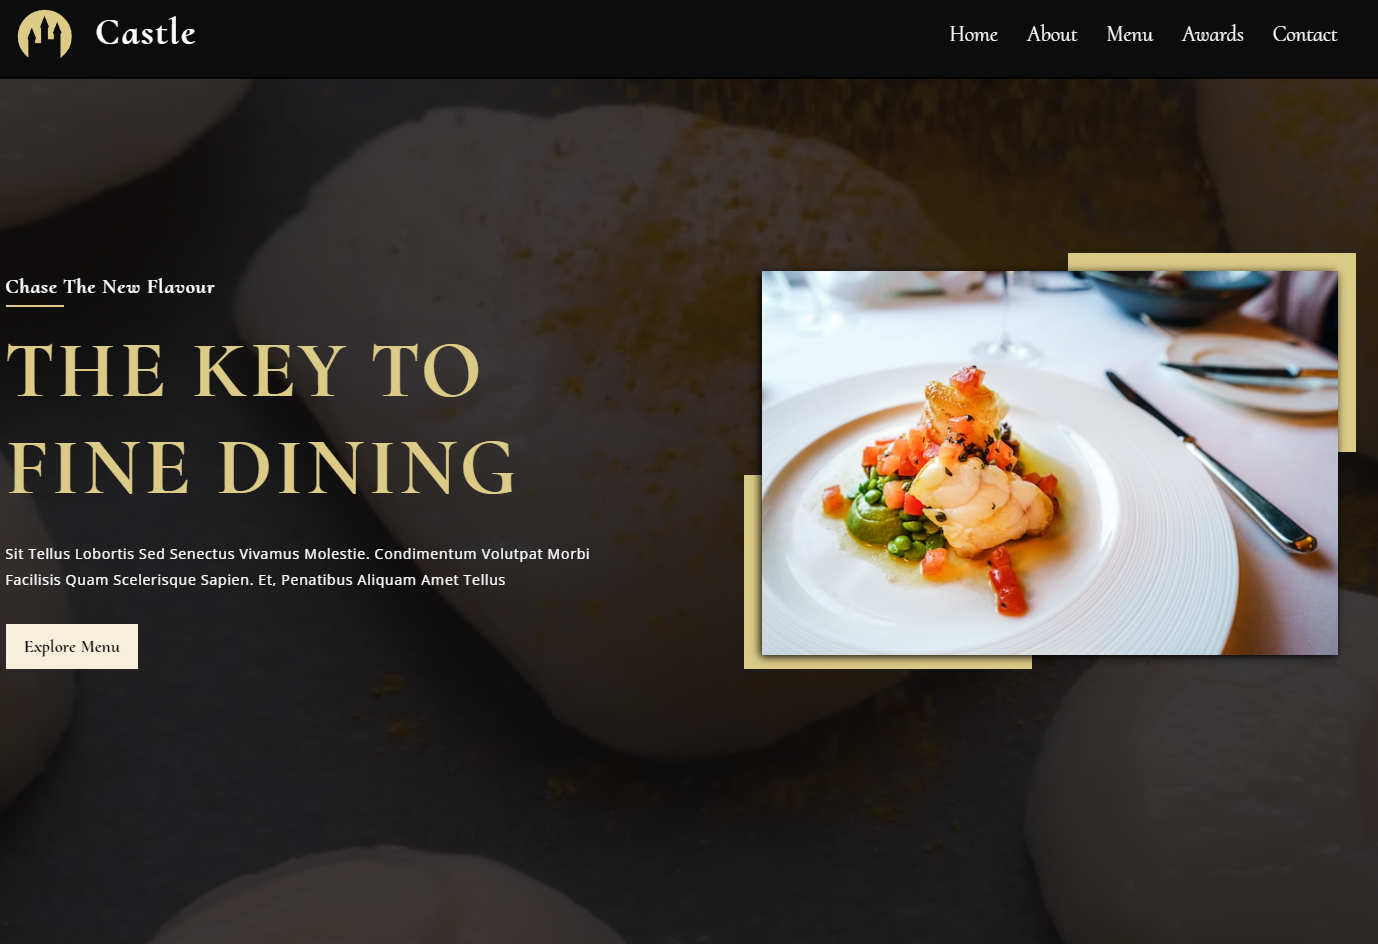 Castle
Home About Menu Awards Contact
Chase The New Flavour
THE KEY TO
FINE DINING
Sit Tellus Lobortis Sed Senectus Vivamus Molestie. Condimentum Volutpat Morbi
Facilisis Quam Scelerisque Sapien. Et, Penatibus Aliquam Amet Tellus
Explore Menu